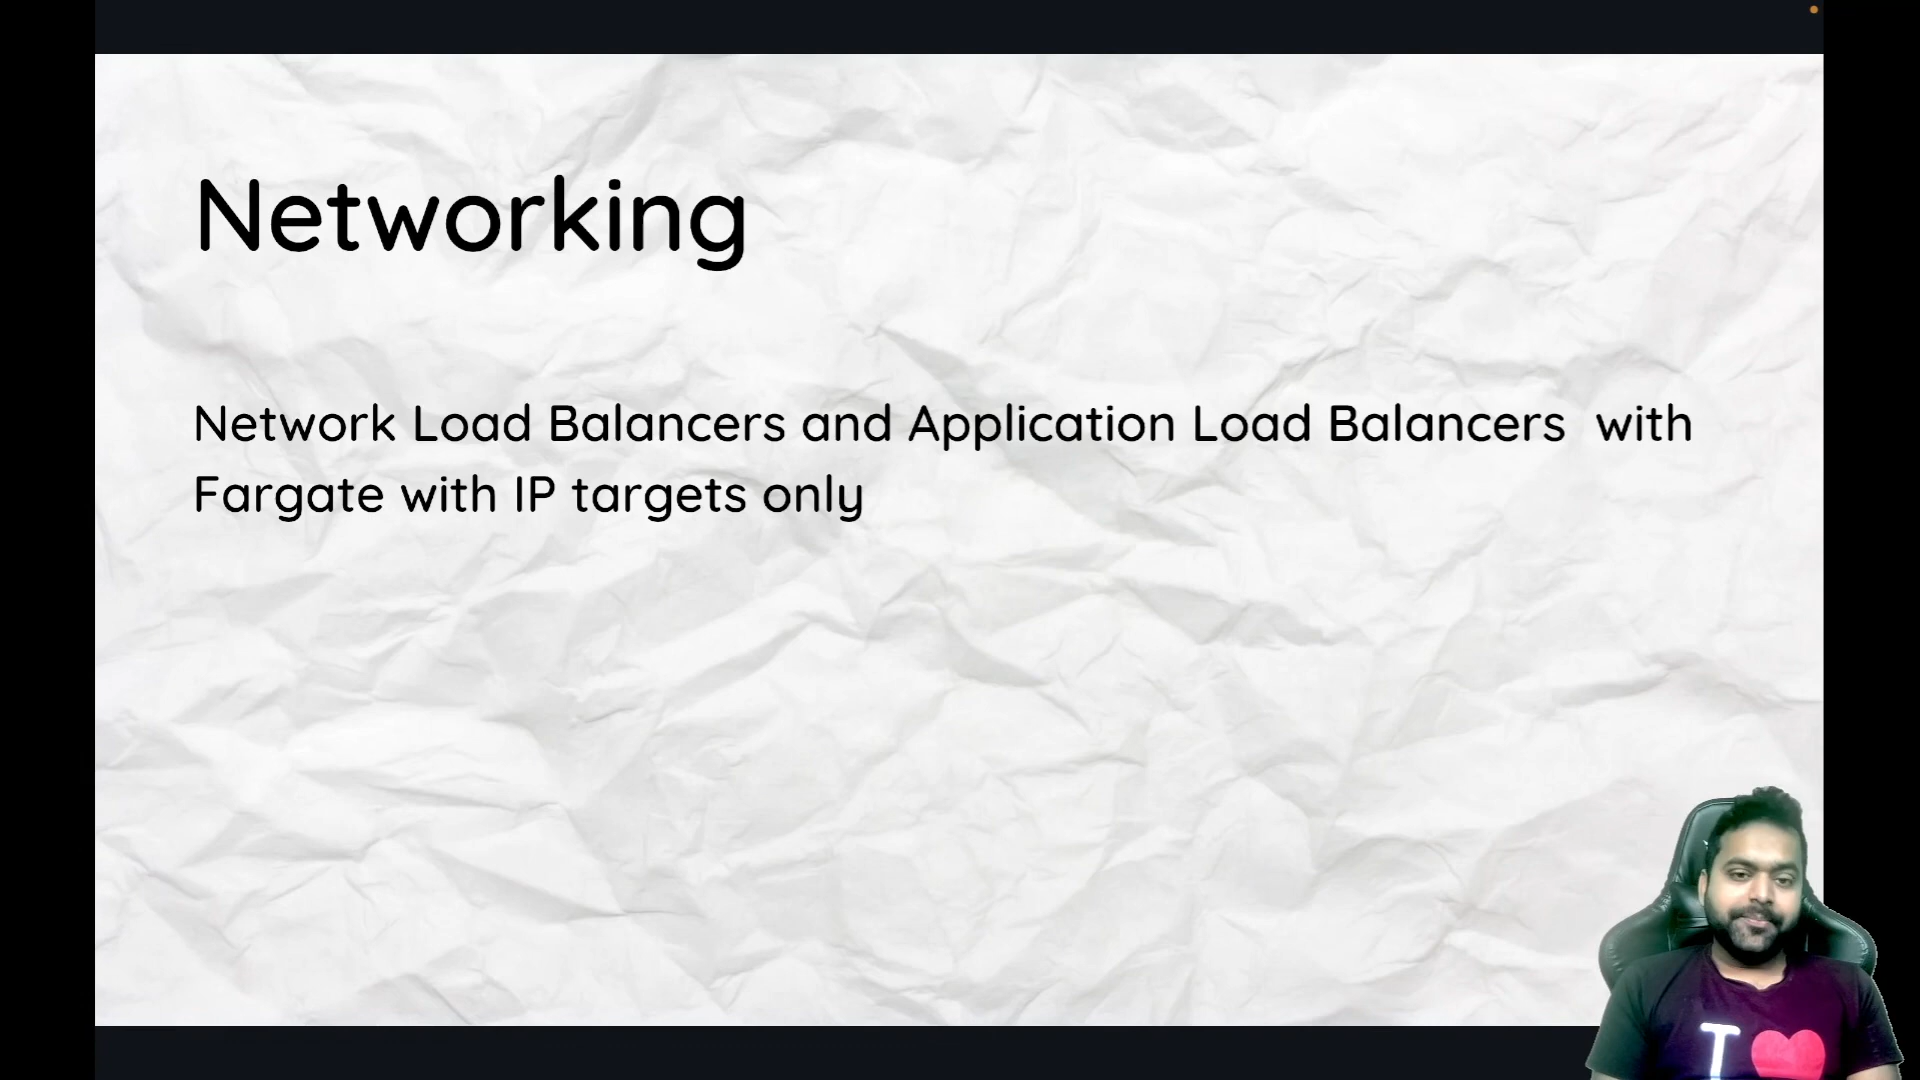 Networking
Network Load Balancers and Application Load Balancers  with
Fargate with IP targets only
I